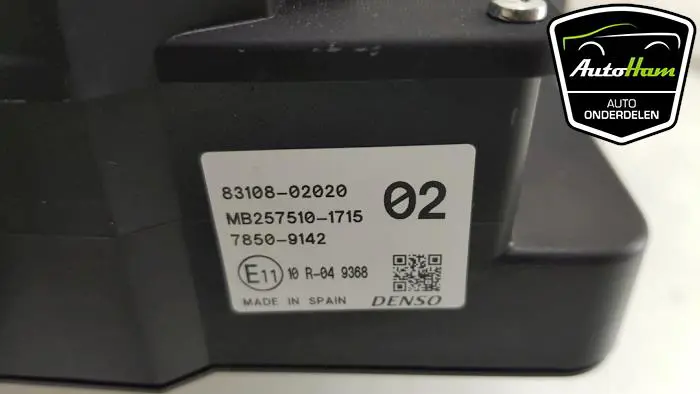 AutoHam
AUTO
ONDERDELEN
83108-02020
02
MB257510-1715
7850-9142
E11 10 R-04 9368
MADE IN SPAIN DENSO